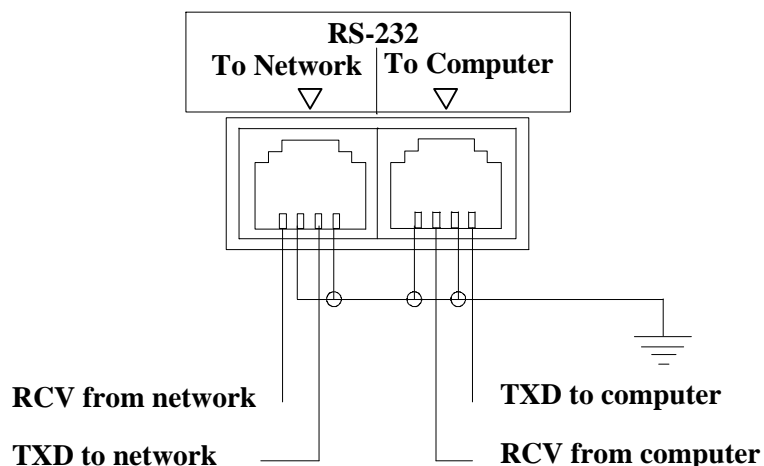 RS-232
To Network
To Computer
RCV from network
TXD to computer
TXD to network
RCV from computer